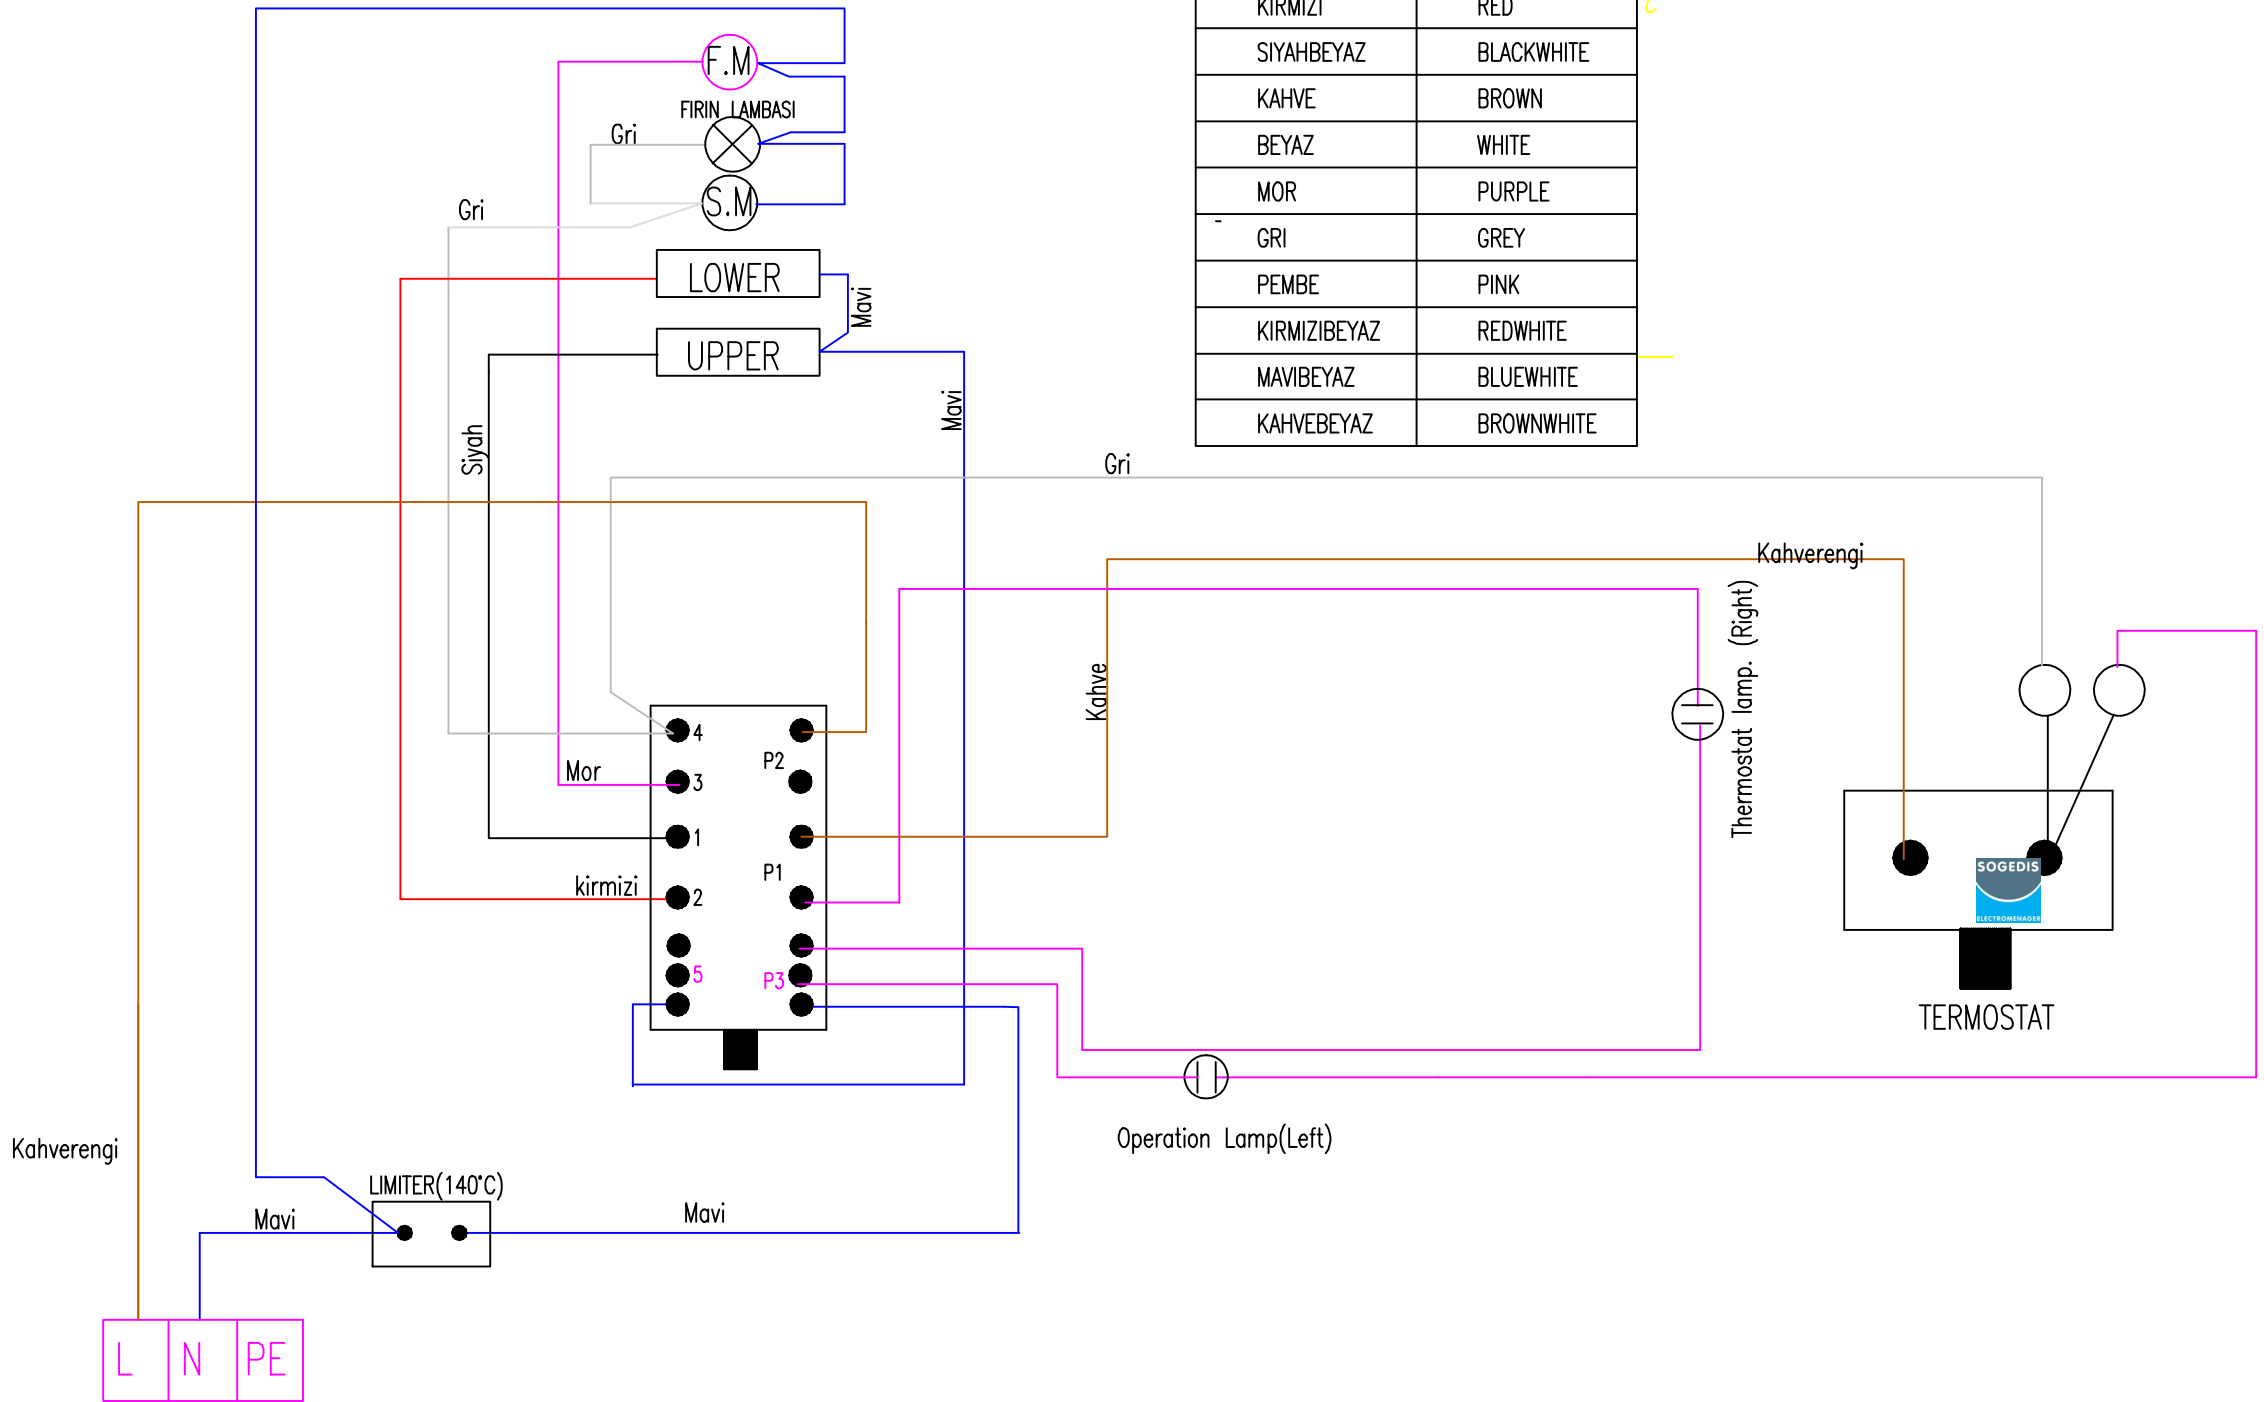 KIRMIZI RED
SIYAHBEYAZ BLACKWHITE
KAHVE BROWN
BEYAZ WHITE
MOR PURPLE
GRI GREY
PEMBE PINK
KIRMIZIBEYAZ REDWHITE
MAVIBEYAZ BLUEWHITE
KAHVEBEYAZ BROWNWHITE
F.M
FIRIN LAMBASI
Gri
S.M
Gri
LOWER
Mavi
UPPER
Mavi
Siyah
Gri
Kahverengi
Thermostat lamp. (Right)
Kahve
4
P2
Mor
3
1
P1
kirmizi
2
5
P3
SOGEDIS
ELECTROMENAGER
TERMOSTAT
Operation Lamp(Left)
Kahverengi
LIMITER(140°C)
Mavi
Mavi
L N PE